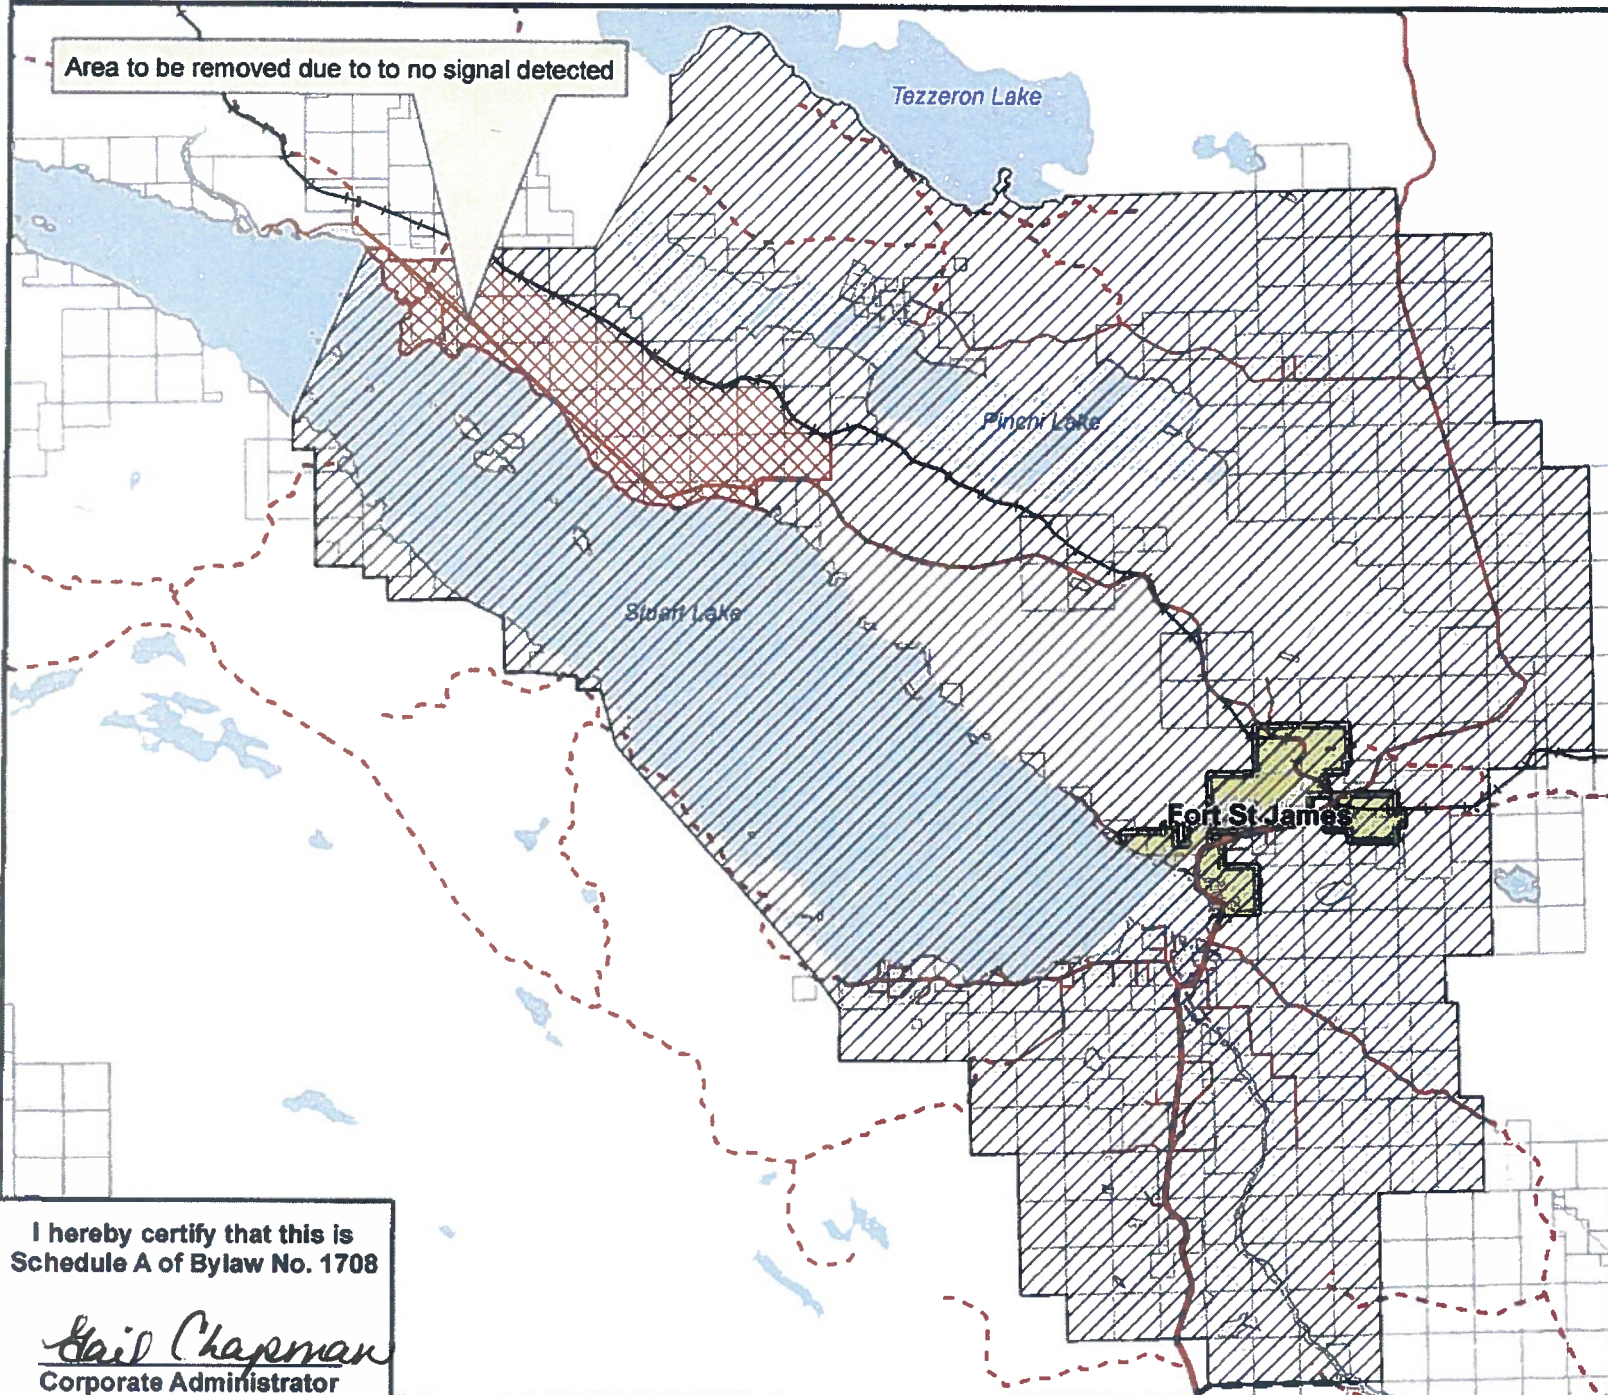 Area to be removed due to to no signal detected
Tezzeron Lake
Pinchi Lake
Stuart Lake
Fort St James
I hereby certify that this is
Schedule A of Bylaw No. 1708
Gail Chapman
Corporate Administrator